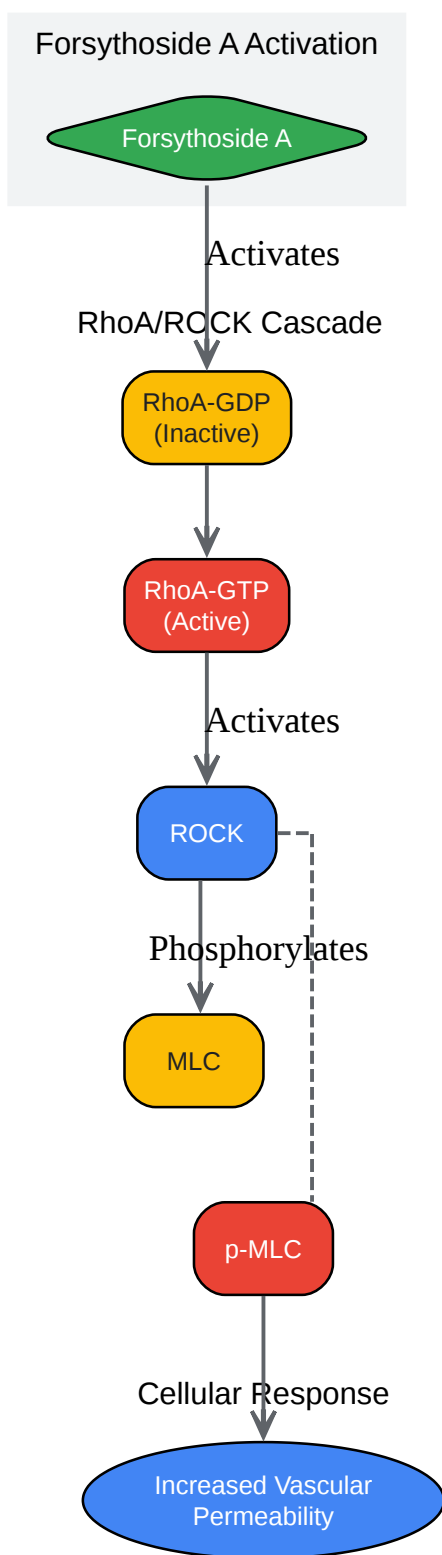 Forsythoside A Activation
Forsythoside A
Activates
RhoA/ROCK Cascade
RhoA-GDP
(Inactive)
RhoA-GTP
(Active)
Activates
ROCK
Phosphorylates
MLC
p-MLC
Cellular Response
Increased Vascular
Permeability